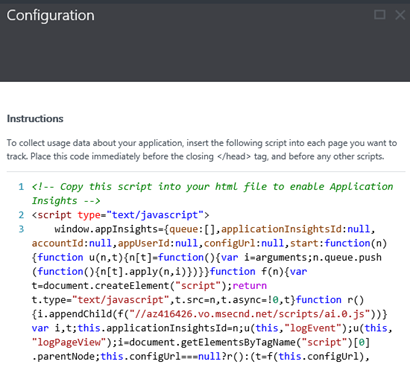 Configuration
Instructions
To collect usage data about your application, insert the following script into each page you want to
track. Place this code immediately before the closing </head> tag, and before any other scripts.
1 <!-- Copy this script into your html file to enable Application
Insights -->
2 <script type="text/javascript">
3 window.appInsights={queue:[],applicationInsightsId:null,
accountId:null,appUserId:null,configUrl:null,start:function(n)
{function u(n,t){n[t]=function(){var i=arguments;n.queue.push
(function(){n[t].apply(n,i)})}}function f(n){var
t=document.createElement("script");return
t.type="text/javascript",t.src=n,t.async=!0,t}function r()
{i.appendChild(f("//az416426.vo.msecnd.net/scripts/ai.0.js"))}
var i,t;this.applicationInsightsId=n;u(this,"logEvent");u(this,
"logPageView");i=document.getElementsByTagName("script")[0]
.parentNode;this.configUrl===null?r():(t=f(this.configUrl),